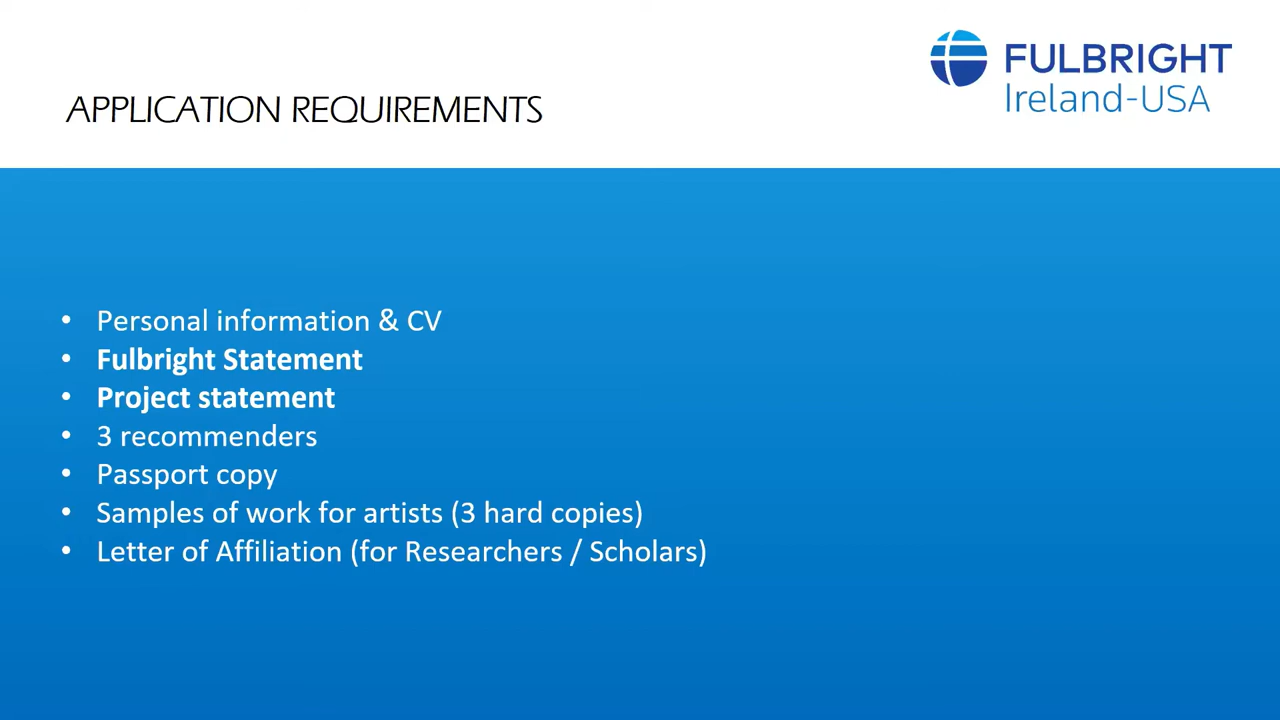 FULBRIGHT
Ireland-USA
APPLICATION REQUIREMENTS
• Personal information & CV
• Fulbright Statement
• Project statement
• 3 recommenders
• Passport copy
• Samples of work for artists (3 hard copies)
• Letter of Affiliation (for Researchers / Scholars)